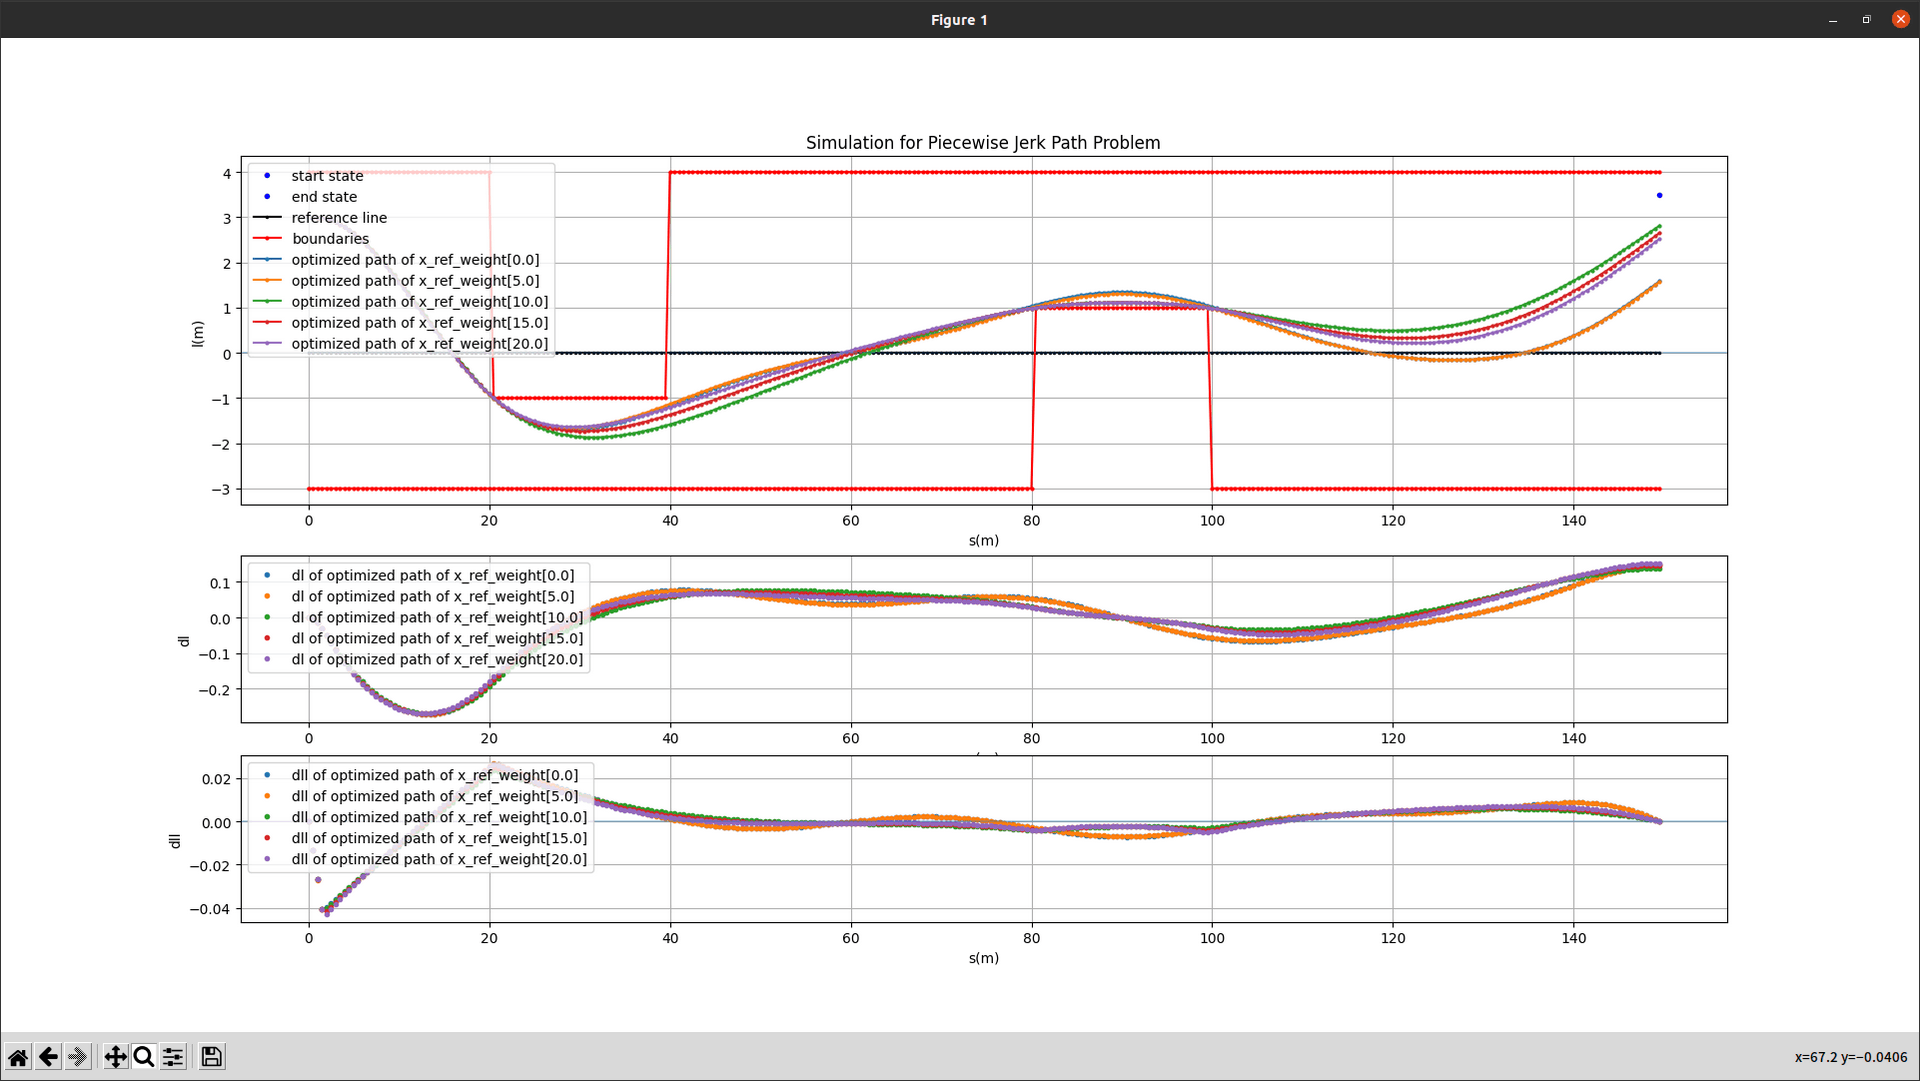 Figure 1
Simulation for Piecewise Jerk Path Problem
4
3
2
1
0
−1
−2
−3
l(m)
start state
end state
reference line
boundaries
optimized path of x_ref_weight[0.0]
optimized path of x_ref_weight[5.0]
optimized path of x_ref_weight[10.0]
optimized path of x_ref_weight[15.0]
optimized path of x_ref_weight[20.0]
0 20 40 60 80 100 120 140
s(m)
0.1
0.0
−0.1
−0.2
dl
dl of optimized path of x_ref_weight[0.0]
dl of optimized path of x_ref_weight[5.0]
dl of optimized path of x_ref_weight[10.0]
dl of optimized path of x_ref_weight[15.0]
dl of optimized path of x_ref_weight[20.0]
0 20 40 60 80 100 120 140
0.02
0.00
−0.02
−0.04
dll
dll of optimized path of x_ref_weight[0.0]
dll of optimized path of x_ref_weight[5.0]
dll of optimized path of x_ref_weight[10.0]
dll of optimized path of x_ref_weight[15.0]
dll of optimized path of x_ref_weight[20.0]
0 20 40 60 80 100 120 140
s(m)
x=67.2 y=−0.0406